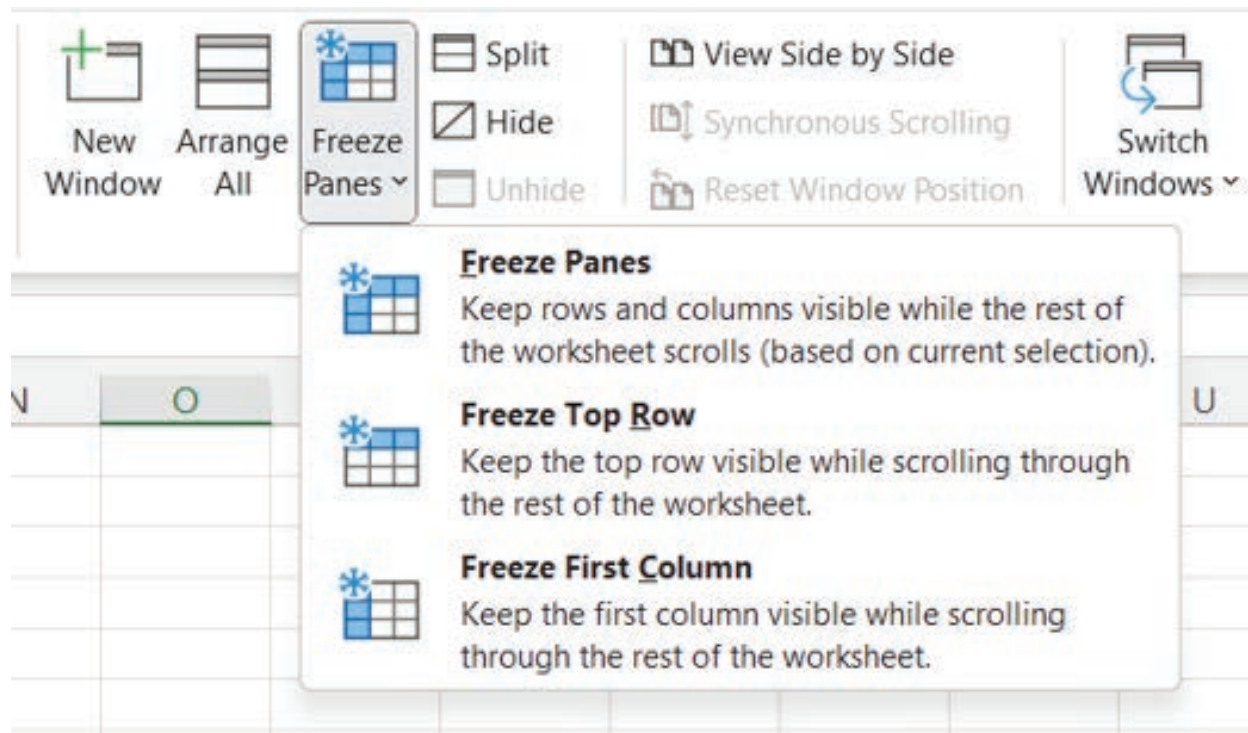 New
Window
Arrange
All
Freeze
Panes
Split
Hide
Unhide
View Side by Side
Synchronous Scrolling
Reset Window Position
Switch
Windows
Freeze Panes
Keep rows and columns visible while the rest of
the worksheet scrolls (based on current selection).
Freeze Top Row
Keep the top row visible while scrolling through
the rest of the worksheet.
Freeze First Column
Keep the first column visible while scrolling
through the rest of the worksheet.
N O U